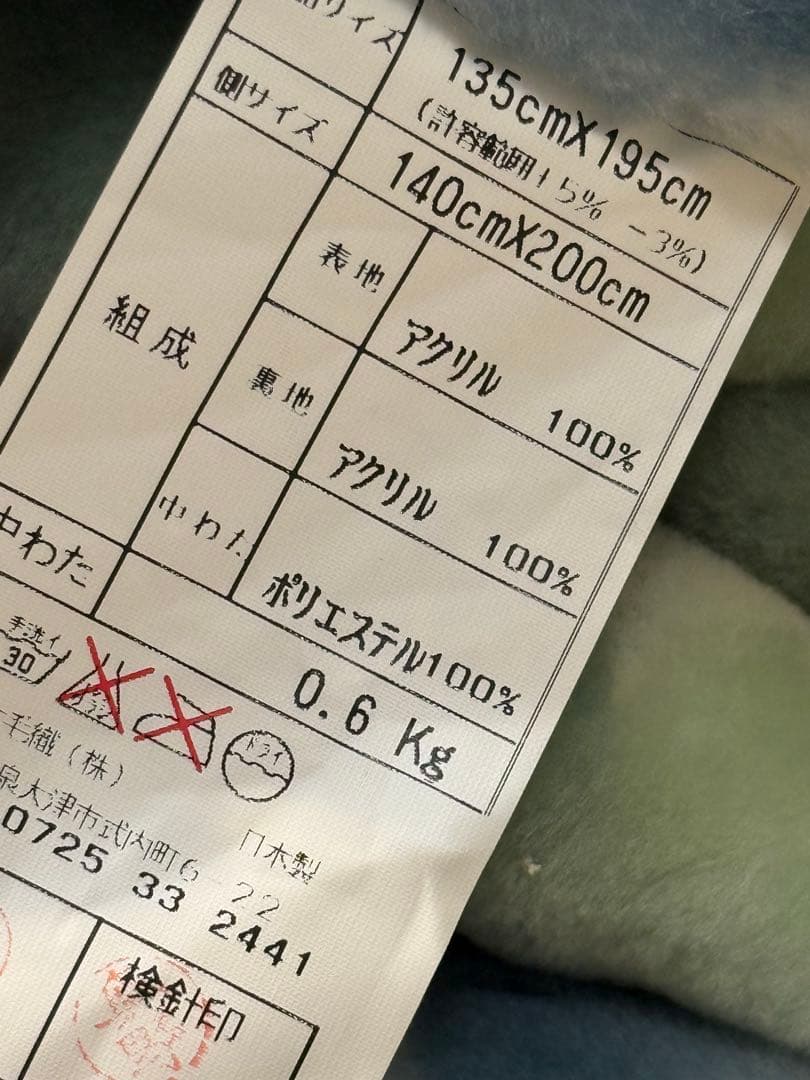 サイズ
135cmX195cm
(許容範囲+5% -3%)
側サイズ
140cmX200cm
組成
表地
アクリル 100%
裏地
アクリル 100%
中わた
ポリエステル100%
中わた
0.6 Kg
手洗イ
30
ドライ
毛織(株)
泉大津市式内町6-22
日本製
0725 33 2441
検針印